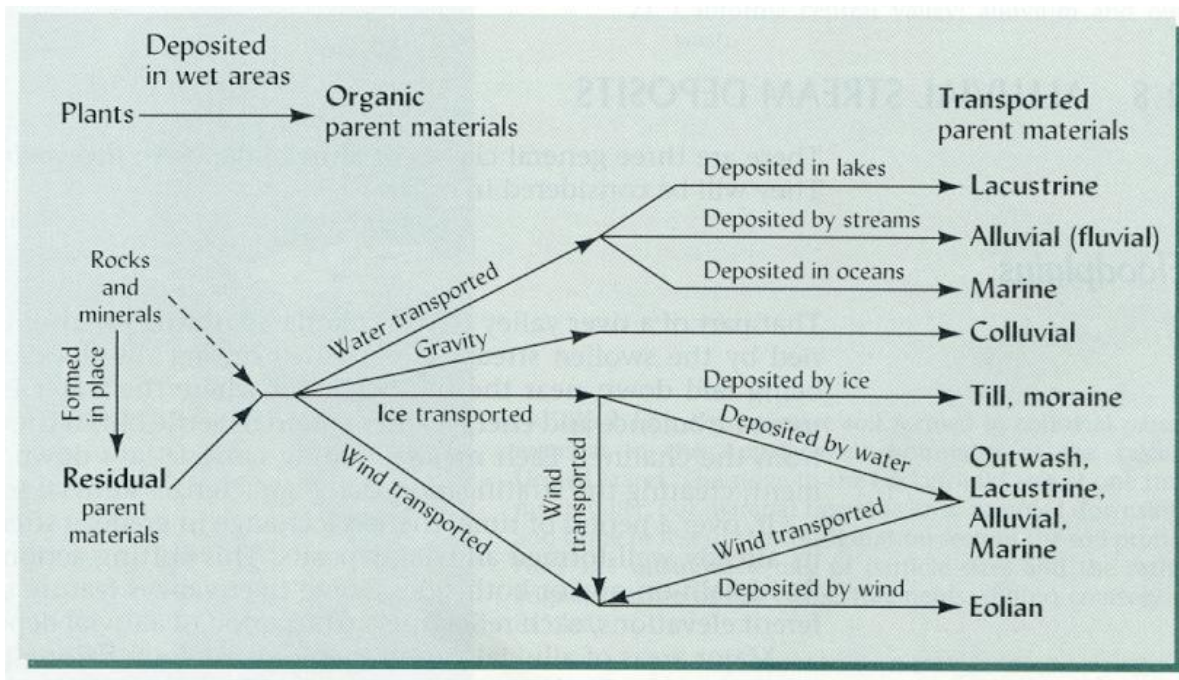 Deposited
in wet areas
Plants
Organic
parent materials
Transported
parent materials
Deposited in lakes
Lacustrine
Deposited by streams
Alluvial (fluvial)
Deposited in oceans
Marine
Rocks
and
minerals
Water transported
Gravity
Colluvial
Formed
in place
Ice transported
Deposited by ice
Till, moraine
Deposited by water
Wind transported
Wind
transported
Wind transported
Outwash,
Lacustrine,
Alluvial,
Marine
Residual
parent
materials
Deposited by wind
Eolian